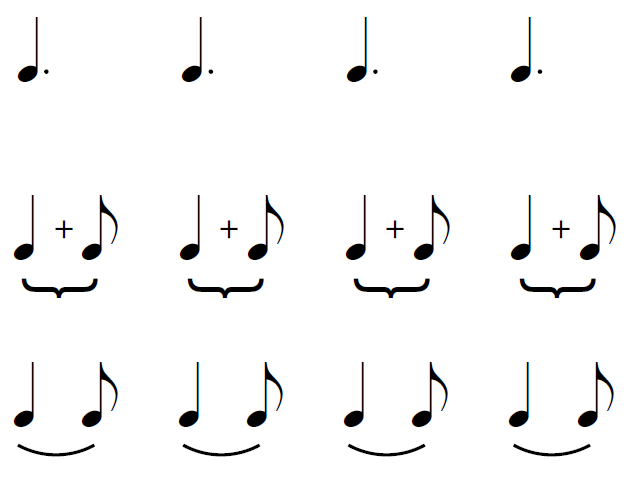 + + + +